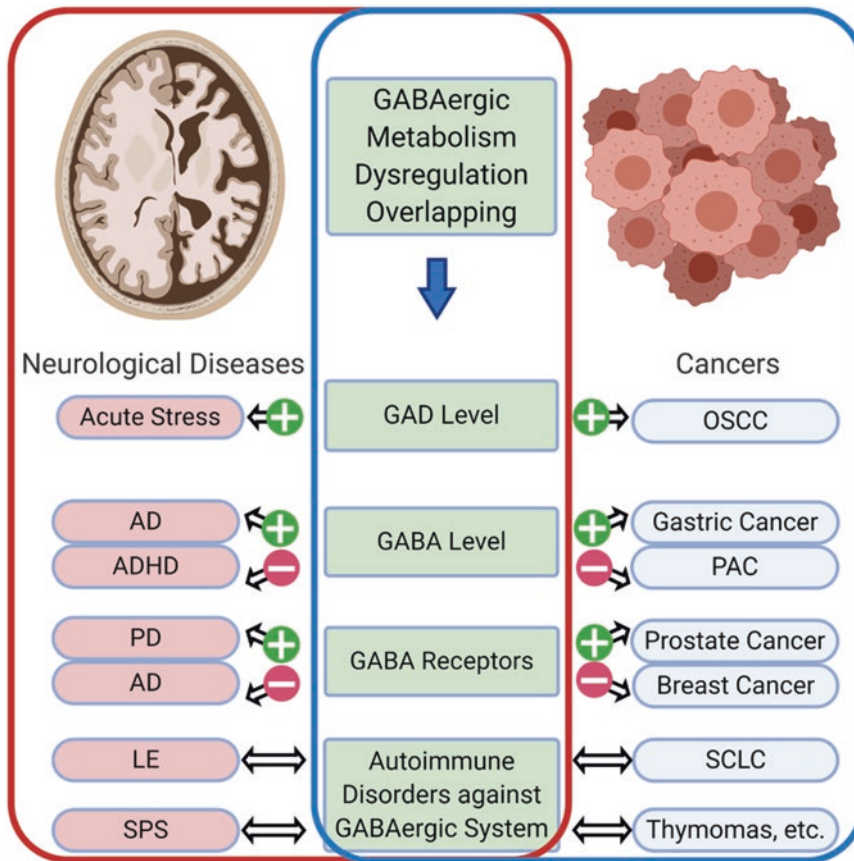 GABAergic
Metabolism
Dysregulation
Overlapping
Neurological Diseases
Cancers
Acute Stress
+
GAD Level
+
OSCC
AD
+
GABA Level
+
Gastric Cancer
ADHD
−
−
PAC
PD
+
GABA Receptors
+
Prostate Cancer
AD
−
−
Breast Cancer
LE
Autoimmune
Disorders against
GABAergic System
SCLC
SPS
Thymomas, etc.